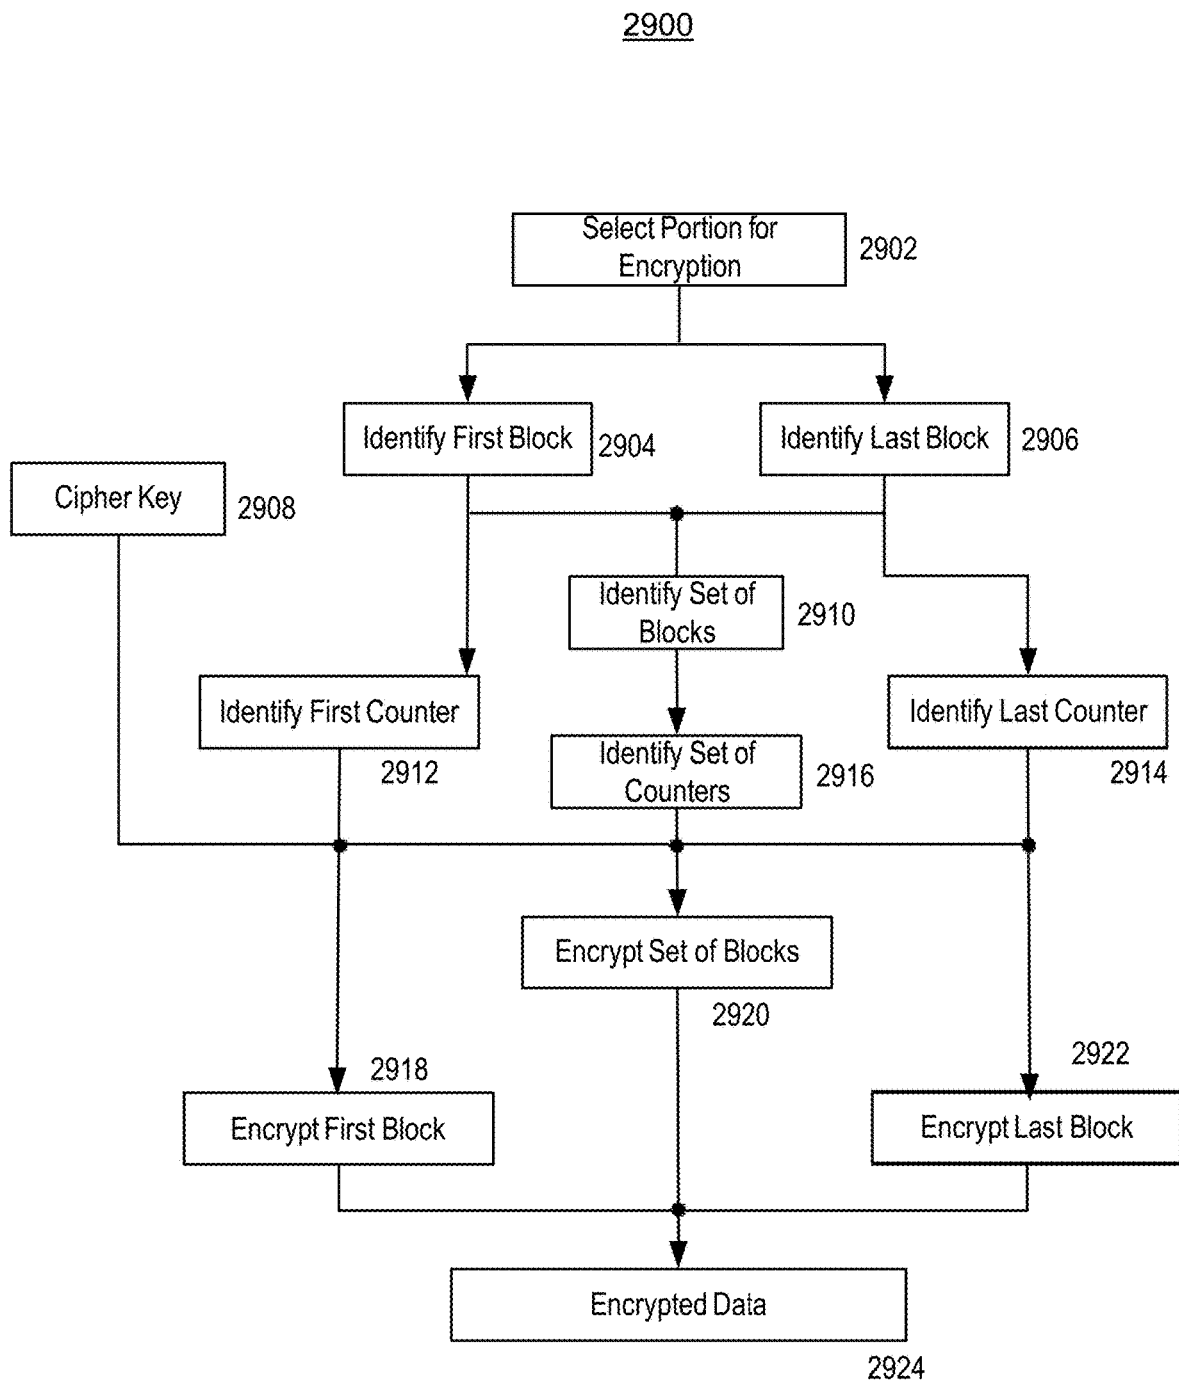 2900
Select Portion for
Encryption
2902
Identify First Block
2904
Identify Last Block
2906
Cipher Key
2908
Identify Set of
Blocks
2910
Identify First Counter
2912
Identify Last Counter
2914
Identify Set of
Counters
2916
Encrypt Set of Blocks
2920
2918
Encrypt First Block
2922
Encrypt Last Block
Encrypted Data
2924